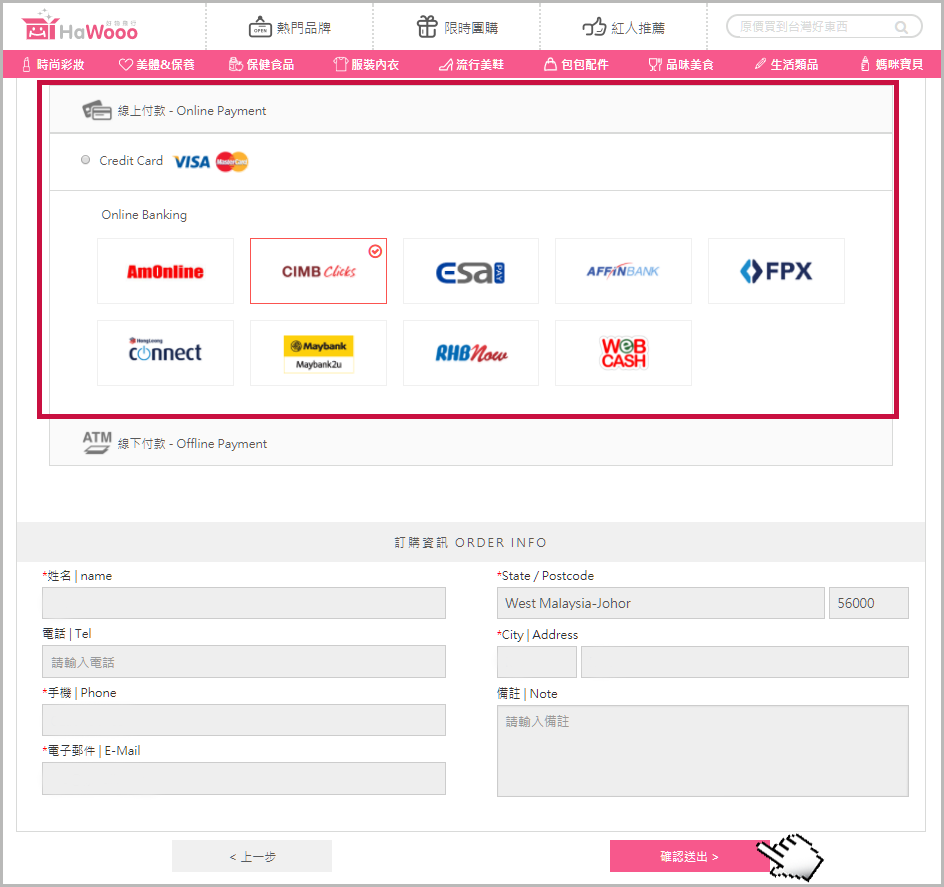 好物飛行
HaWooo
OPEN
熱門品牌
限時團購
紅人推薦
原價買到台灣好東西
時尚彩妝
美體&保養
保健食品
服裝內衣
流行美鞋
包包配件
品味美食
生活類品
媽咪寶貝
線上付款 - Online Payment
Credit Card VISA MasterCard
Online Banking
AmOnline
CIMB Clicks
esa PAY
AFFINBANK
FPX
HongLeong
connect
Maybank
Maybank2u
RHB Now
WEB
CASH
ATM 線下付款 - Offline Payment
訂購資訊 ORDER INFO
*姓名 | name
*State / Postcode
West Malaysia-Johor
56000
電話 | Tel
請輸入電話
*City | Address
*手機 | Phone
備註 | Note
請輸入備註
*電子郵件 | E-Mail
< 上一步
確認送出 >